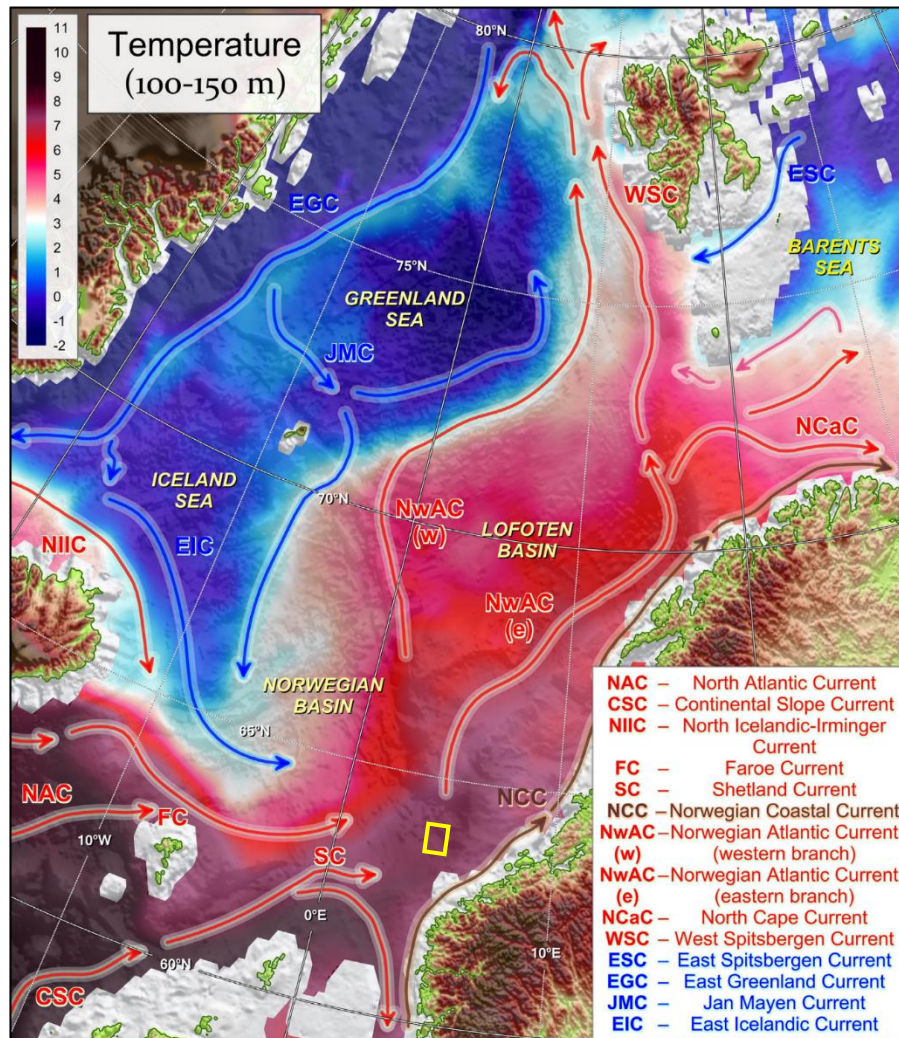 Temperature
(100-150 m)
11
10
9
8
7
6
5
4
3
2
1
0
-1
-2
80°N
EGC
WSC
ESC
BARENTS
SEA
75°N
GREENLAND
SEA
JMC
NCaC
ICELAND
SEA
70°N
NwAC
(w)
LOFOTEN
BASIN
NIIC
EIC
NwAC
(e)
NORWEGIAN
BASIN
65°N
NAC
NCC
FC
10°W
SC
0°E
10°E
60°N
CSC
NAC – North Atlantic Current
CSC – Continental Slope Current
NIIC – North Icelandic-Irminger
Current
FC – Faroe Current
SC – Shetland Current
NCC – Norwegian Coastal Current
NwAC – Norwegian Atlantic Current
(w) (western branch)
NwAC – Norwegian Atlantic Current
(e) (eastern branch)
NCaC – North Cape Current
WSC – West Spitsbergen Current
ESC – East Spitsbergen Current
EGC – East Greenland Current
JMC – Jan Mayen Current
EIC – East Icelandic Current